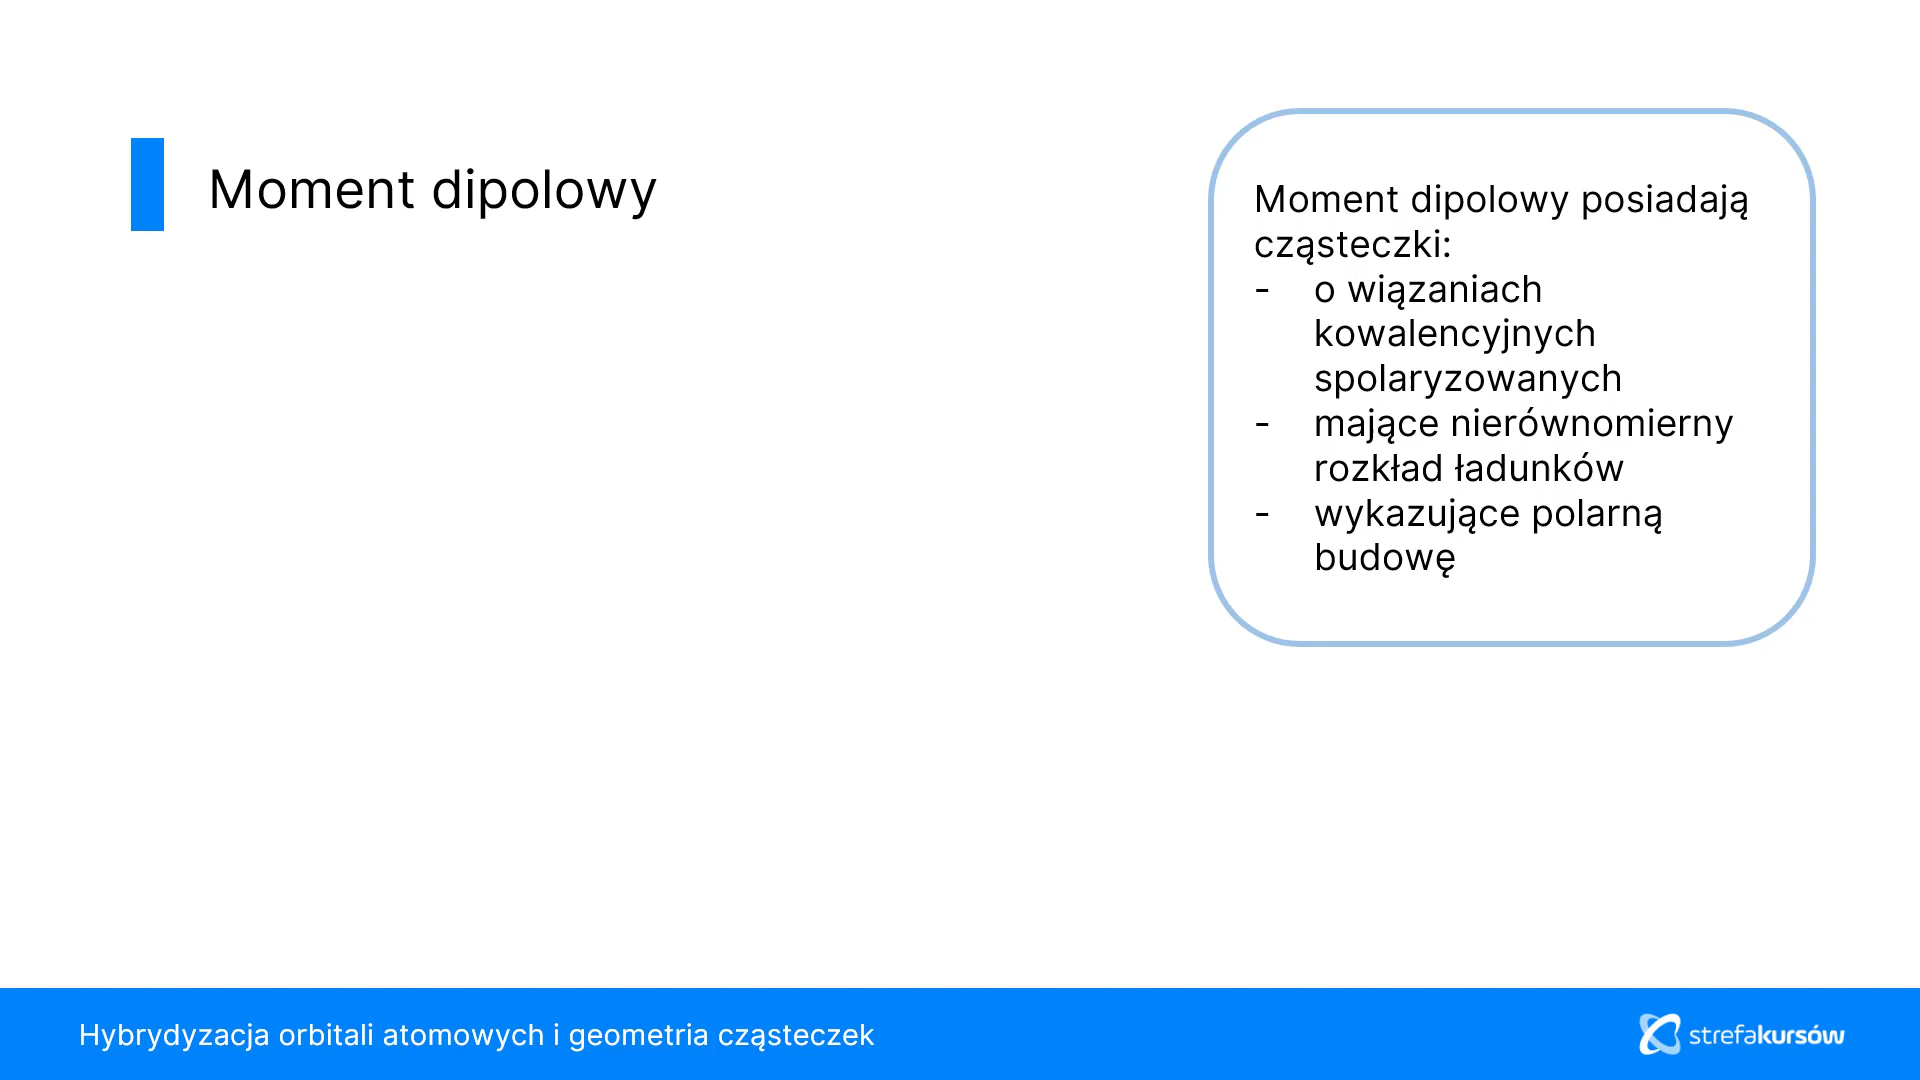 Moment dipolowy
Moment dipolowy posiadają
cząsteczki:
- o wiązaniach
kowalencyjnych
spolaryzowanych
- mające nierównomierny
rozkład ładunków
- wykazujące polarną
budowę
Hybrydyzacja orbitali atomowych i geometria cząsteczek
strefakursów